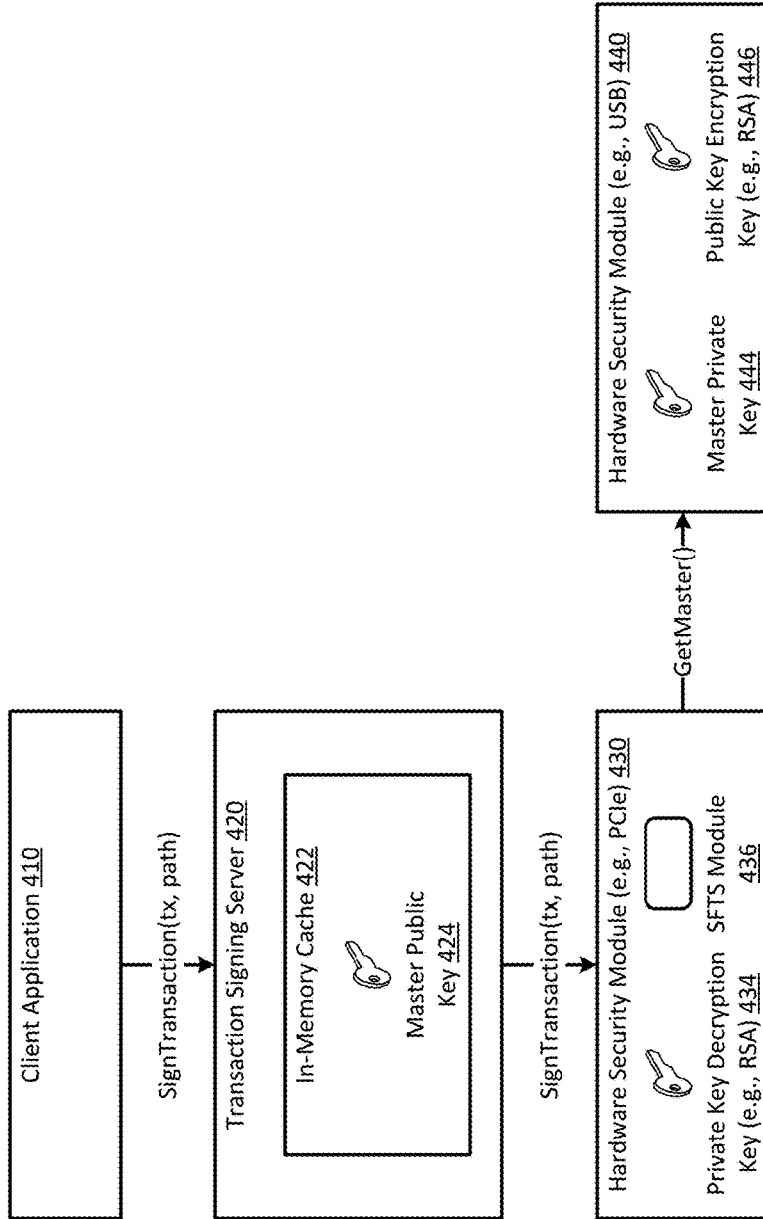 Client Application 410
SignTransaction(tx, path)
Transaction Signing Server 420
In-Memory Cache 422
Master Public
Key 424
SignTransaction(tx, path)
Hardware Security Module (e.g., PCIe) 430
Private Key Decryption
Key (e.g., RSA) 434
SFTS Module
436
GetMaster()
Hardware Security Module (e.g., USB) 440
Master Private
Key 444
Public Key Encryption
Key (e.g., RSA) 446